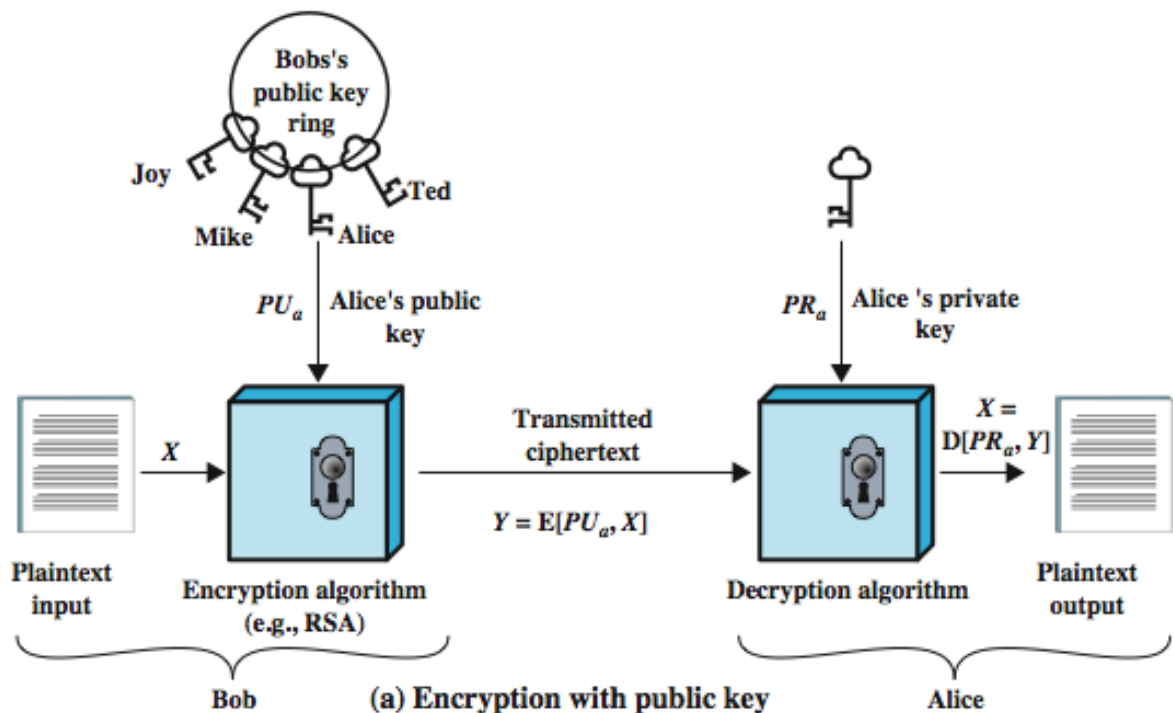 Bobs's
public key
ring
Joy
Ted
Mike
Alice
PUa
Alice's public
key
PRa
Alice 's private
key
X
Transmitted
ciphertext
X =
D[PRa, Y]
Y = E[PUa, X]
Plaintext
input
Encryption algorithm
(e.g., RSA)
Decryption algorithm
Plaintext
output
Bob
(a) Encryption with public key
Alice